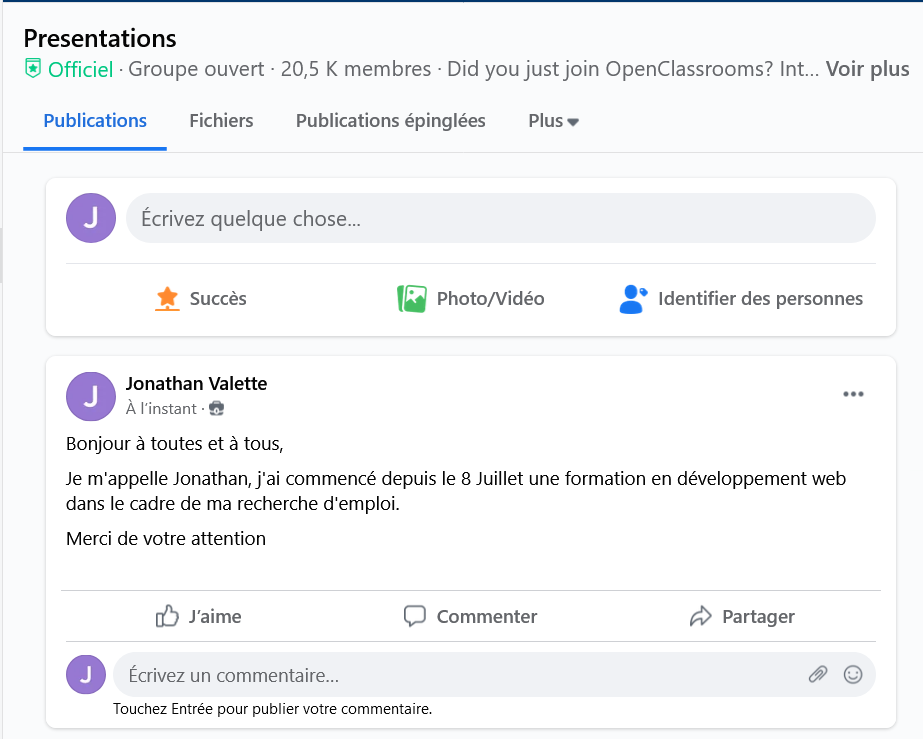 Presentations
Officiel · Groupe ouvert · 20,5 K membres · Did you just join OpenClassrooms? Int... Voir plus
Publications Fichiers Publications épinglées Plus
J Écrivez quelque chose...
Succès Photo/Vidéo Identifier des personnes
J Jonathan Valette
À l'instant ·
Bonjour à toutes et à tous,
Je m'appelle Jonathan, j'ai commencé depuis le 8 Juillet une formation en développement web
dans le cadre de ma recherche d'emploi.
Merci de votre attention
J'aime Commenter Partager
J Écrivez un commentaire...
Touchez Entrée pour publier votre commentaire.